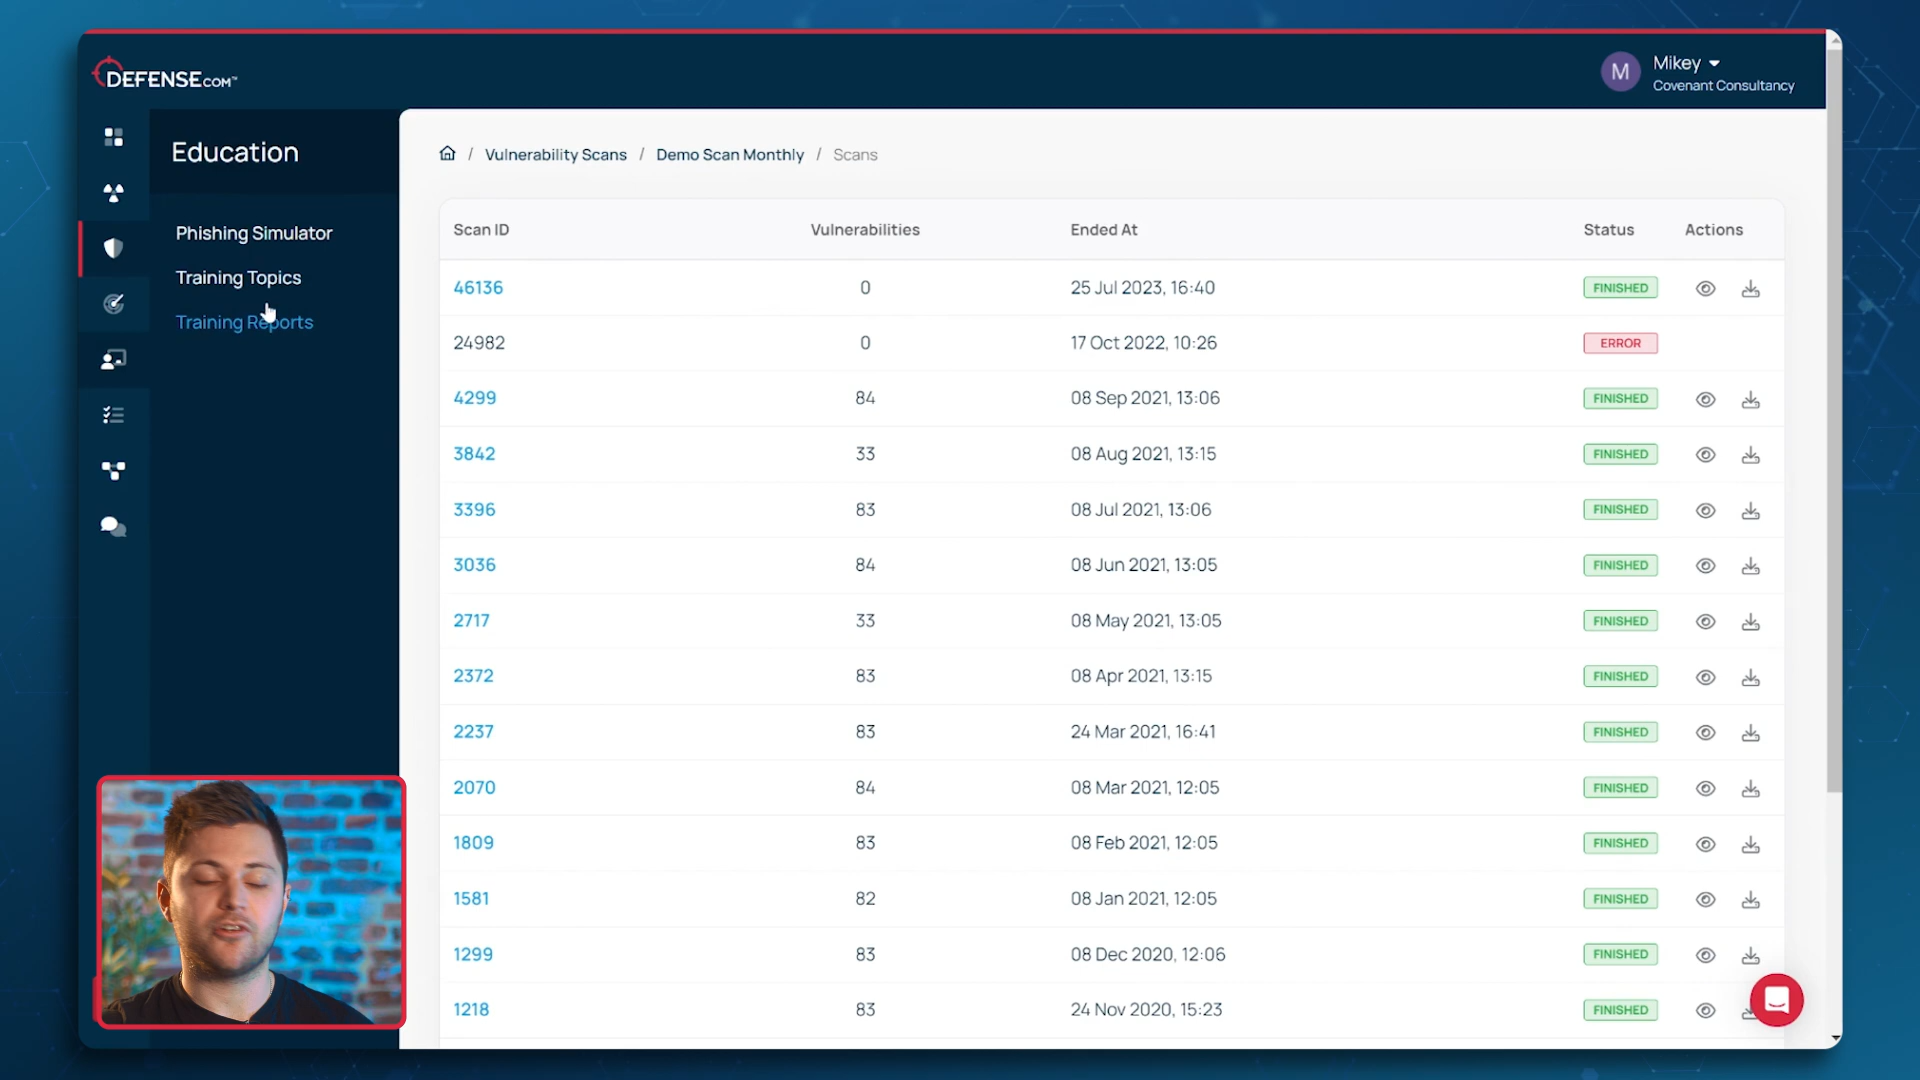 DEFENSE.COM™
M
Mikey
Covenant Consultancy
Education
Phishing Simulator
Training Topics
Training Reports
/ Vulnerability Scans / Demo Scan Monthly / Scans
Scan ID Vulnerabilities Ended At Status Actions
46136 0 25 Jul 2023, 16:40 FINISHED
24982 0 17 Oct 2022, 10:26 ERROR
4299 84 08 Sep 2021, 13:06 FINISHED
3842 33 08 Aug 2021, 13:15 FINISHED
3396 83 08 Jul 2021, 13:06 FINISHED
3036 84 08 Jun 2021, 13:05 FINISHED
2717 33 08 May 2021, 13:05 FINISHED
2372 83 08 Apr 2021, 13:15 FINISHED
2237 83 24 Mar 2021, 16:41 FINISHED
2070 84 08 Mar 2021, 12:05 FINISHED
1809 83 08 Feb 2021, 12:05 FINISHED
1581 82 08 Jan 2021, 12:05 FINISHED
1299 83 08 Dec 2020, 12:06 FINISHED
1218 83 24 Nov 2020, 15:23 FINISHED